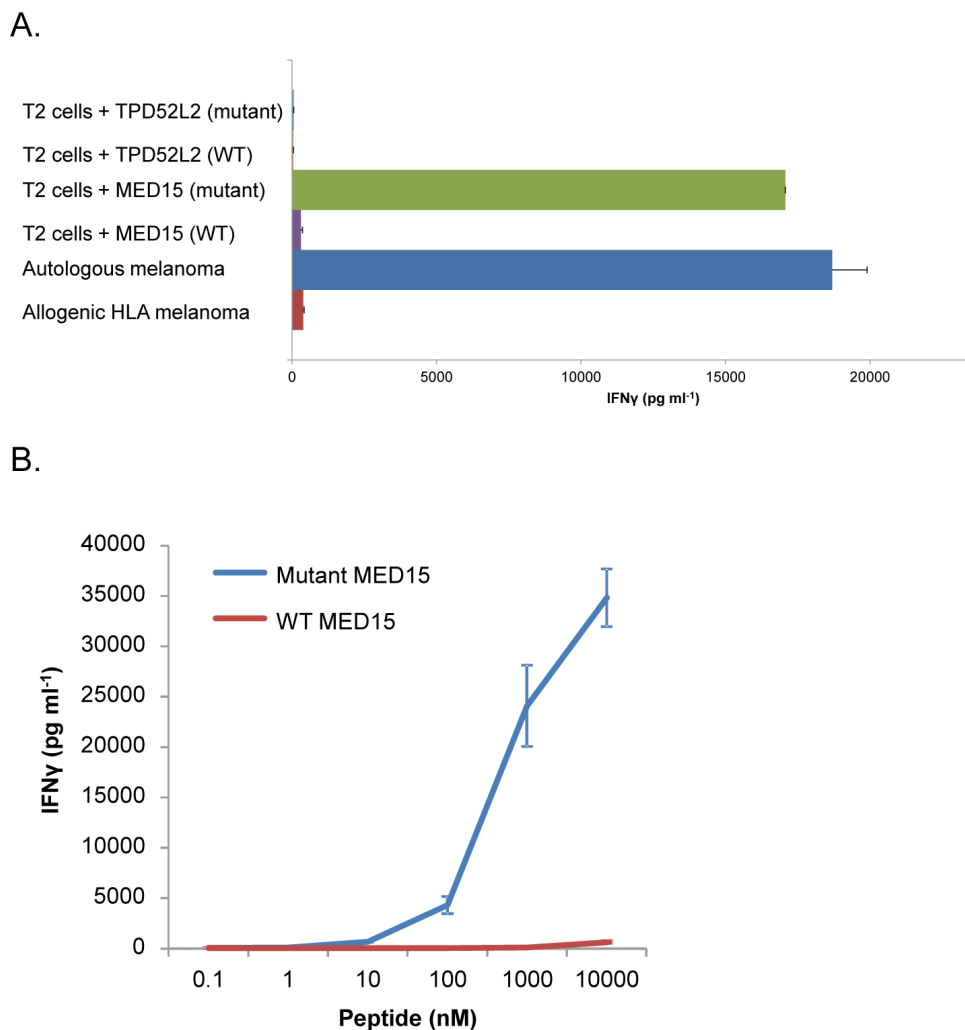 A.
T2 cells + TPD52L2 (mutant)
T2 cells + TPD52L2 (WT)
T2 cells + MED15 (mutant)
T2 cells + MED15 (WT)
Autologous melanoma
Allogenic HLA melanoma
0 5000 10000 15000 20000
IFNγ (pg ml⁻¹)
B.
40000
35000
30000
25000
20000
15000
10000
5000
0
IFNγ (pg ml⁻¹)
Mutant MED15
WT MED15
0.1 1 10 100 1000 10000
Peptide (nM)